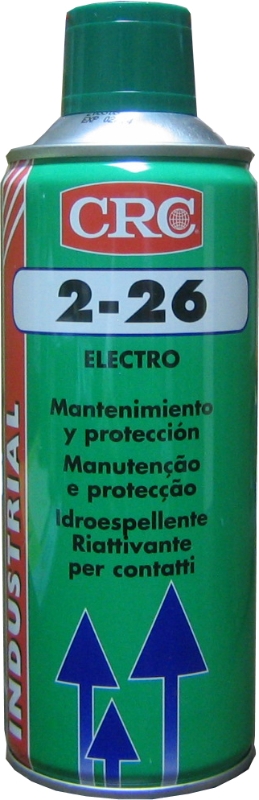 CRC
2-26
ELECTRO
Mantenimiento
y protección
Manutenção
e protecção
Idroespellente
Riattivante
per contatti
INDUSTRIAL